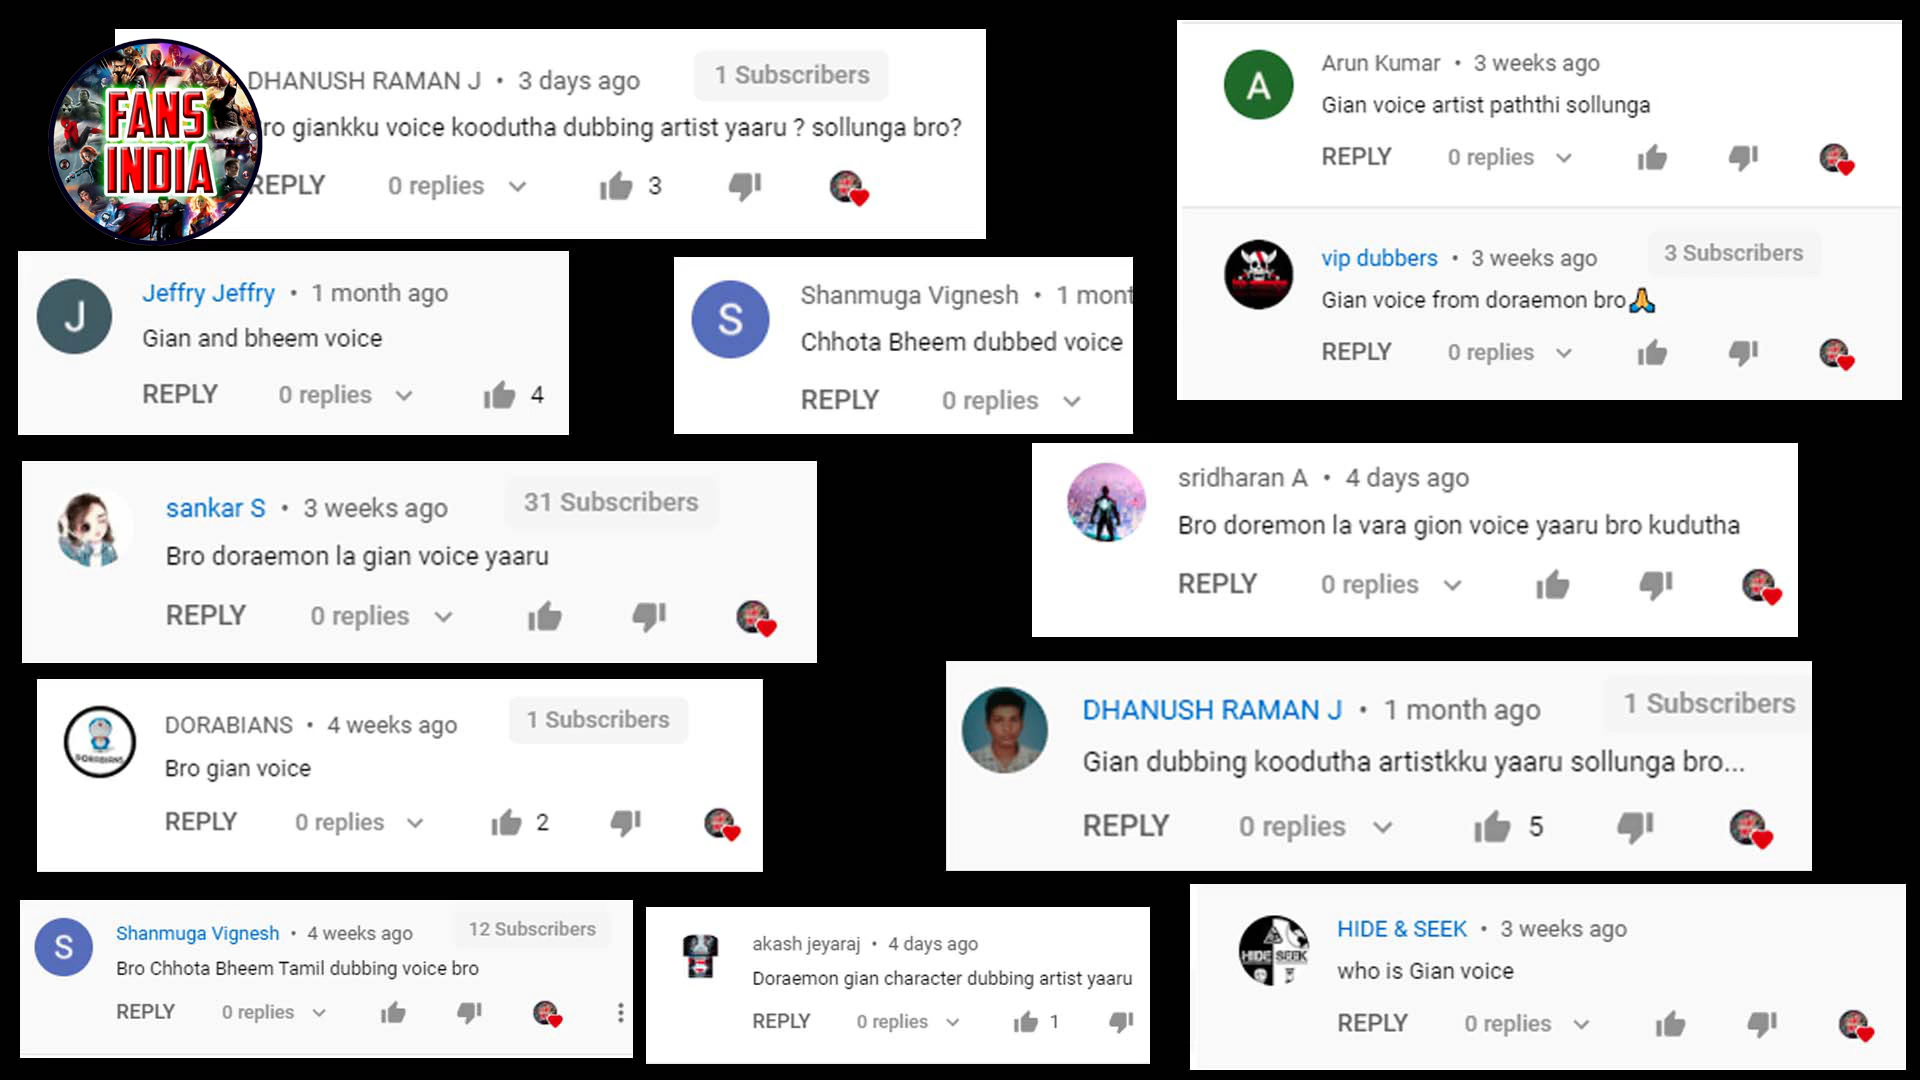 FANS
INDIA
DHANUSH RAMAN J • 3 days ago 1 Subscribers
ro giankku voice koodutha dubbing artist yaaru ? sollunga bro?
REPLY 0 replies 3
A
Arun Kumar • 3 weeks ago
Gian voice artist paththi sollunga
REPLY 0 replies
vip dubbers • 3 weeks ago 3 Subscribers
Gian voice from doraemon bro🙏
REPLY 0 replies
J
Jeffry Jeffry • 1 month ago
Gian and bheem voice
REPLY 0 replies 4
S
Shanmuga Vignesh • 1 mont
Chhota Bheem dubbed voice
REPLY 0 replies
sankar S • 3 weeks ago 31 Subscribers
Bro doraemon la gian voice yaaru
REPLY 0 replies
sridharan A • 4 days ago
Bro doremon la vara gion voice yaaru bro kudutha
REPLY 0 replies
DORABIANS
DORABIANS • 4 weeks ago 1 Subscribers
Bro gian voice
REPLY 0 replies 2
DHANUSH RAMAN J • 1 month ago 1 Subscribers
Gian dubbing koodutha artistkku yaaru sollunga bro...
REPLY 0 replies 5
S
Shanmuga Vignesh • 4 weeks ago 12 Subscribers
Bro Chhota Bheem Tamil dubbing voice bro
REPLY 0 replies
akash jeyaraj • 4 days ago
Doraemon gian character dubbing artist yaaru
REPLY 0 replies 1
HIDE SEEK
HIDE & SEEK • 3 weeks ago
who is Gian voice
REPLY 0 replies